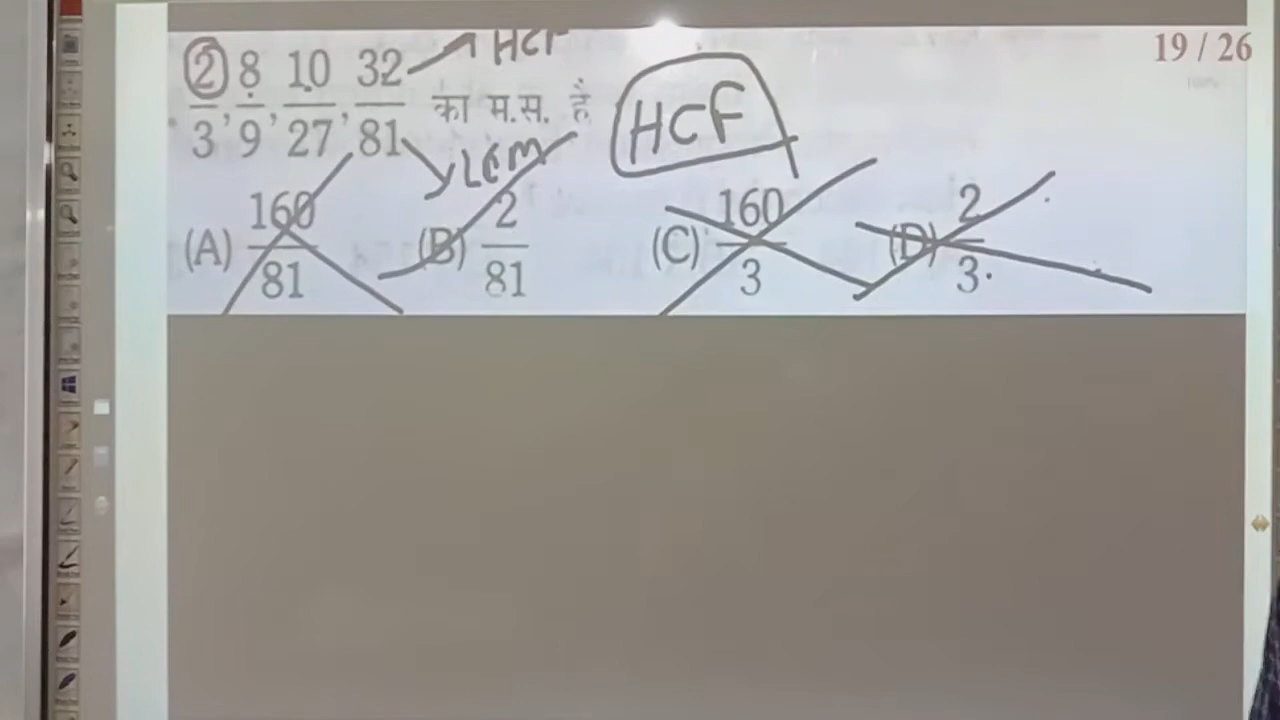 19 / 26
HCF
2/3, 8/9, 10/27, 32/81 का म.स. है
HCF
LCM
(A) 160/81 (B) 2/81 (C) 160/3 (D) 2/3.